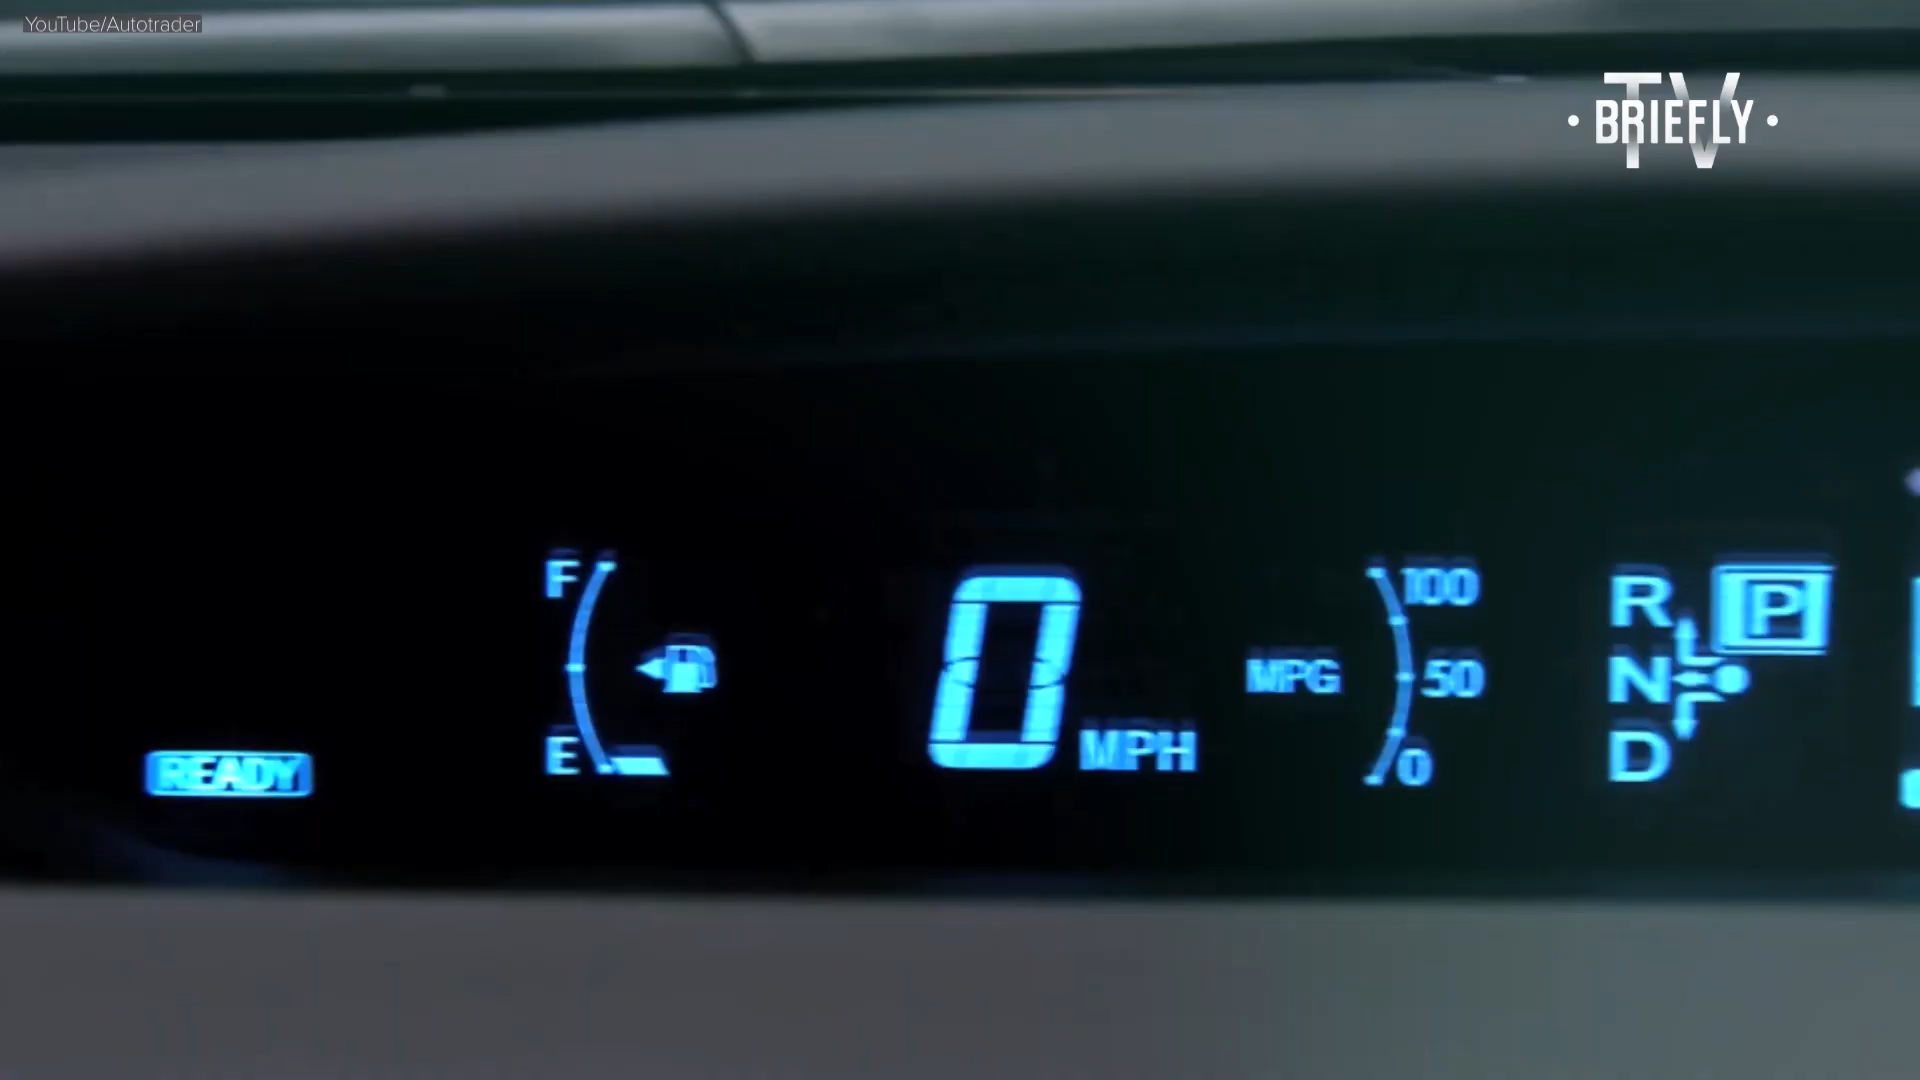 YouTube/Autotrader
TV
BRIEFLY
F
E
READY
0
MPH
MPG
100
50
0
R
N
D
P